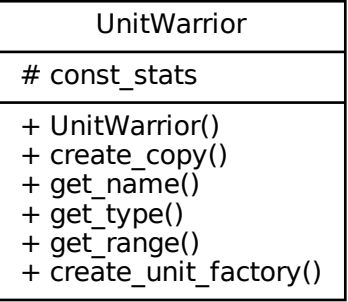 UnitWarrior
# const_stats
+ UnitWarrior()
+ create_copy()
+ get_name()
+ get_type()
+ get_range()
+ create_unit_factory()